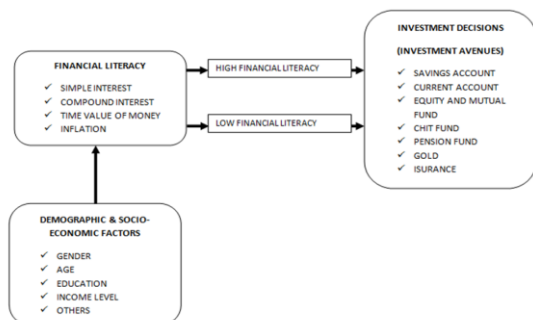 FINANCIAL LITERACY
✓ SIMPLE INTEREST
✓ COMPOUND INTEREST
✓ TIME VALUE OF MONEY
✓ INFLATION
HIGH FINANCIAL LITERACY
LOW FINANCIAL LITERACY
INVESTMENT DECISIONS
(INVESTMENT AVENUES)
✓ SAVINGS ACCOUNT
✓ CURRENT ACCOUNT
✓ EQUITY AND MUTUAL
FUND
✓ CHIT FUND
✓ PENSION FUND
✓ GOLD
✓ ISURANCE
DEMOGRAPHIC & SOCIO-
ECONOMIC FACTORS
✓ GENDER
✓ AGE
✓ EDUCATION
✓ INCOME LEVEL
✓ OTHERS